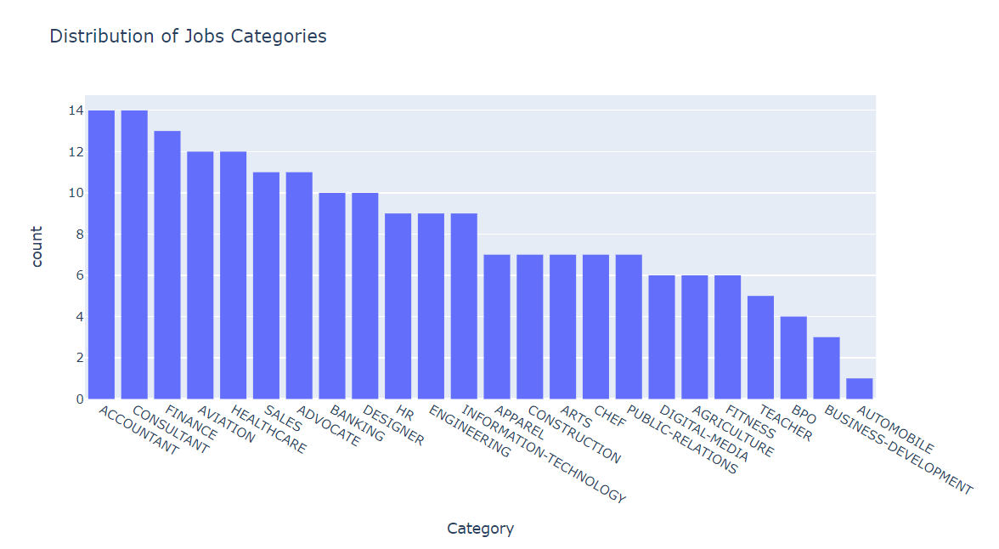 Distribution of Jobs Categories
14
12
10
8
6
4
2
0
count
ACCOUNTANT
CONSULTANT
FINANCE
AVIATION
HEALTHCARE
SALES
ADVOCATE
BANKING
DESIGNER
HR
ENGINEERING
INFORMATION-TECHNOLOGY
APPAREL
CONSTRUCTION
ARTS
CHEF
PUBLIC-RELATIONS
DIGITAL-MEDIA
AGRICULTURE
FITNESS
TEACHER
BPO
BUSINESS-DEVELOPMENT
AUTOMOBILE
Category